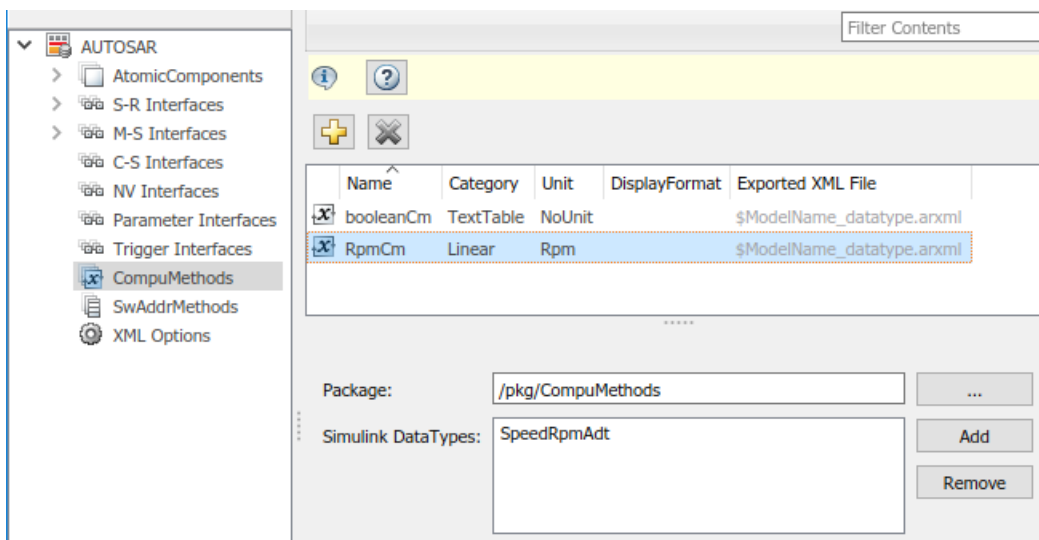 Filter Contents
AUTOSAR
AtomicComponents
S-R Interfaces
M-S Interfaces
C-S Interfaces
NV Interfaces
Parameter Interfaces
Trigger Interfaces
CompuMethods
SwAddrMethods
XML Options
Name Category Unit DisplayFormat Exported XML File
booleanCm TextTable NoUnit $ModelName_datatype.arxml
RpmCm Linear Rpm $ModelName_datatype.arxml
Package: /pkg/CompuMethods ...
Simulink DataTypes: SpeedRpmAdt Add
Remove